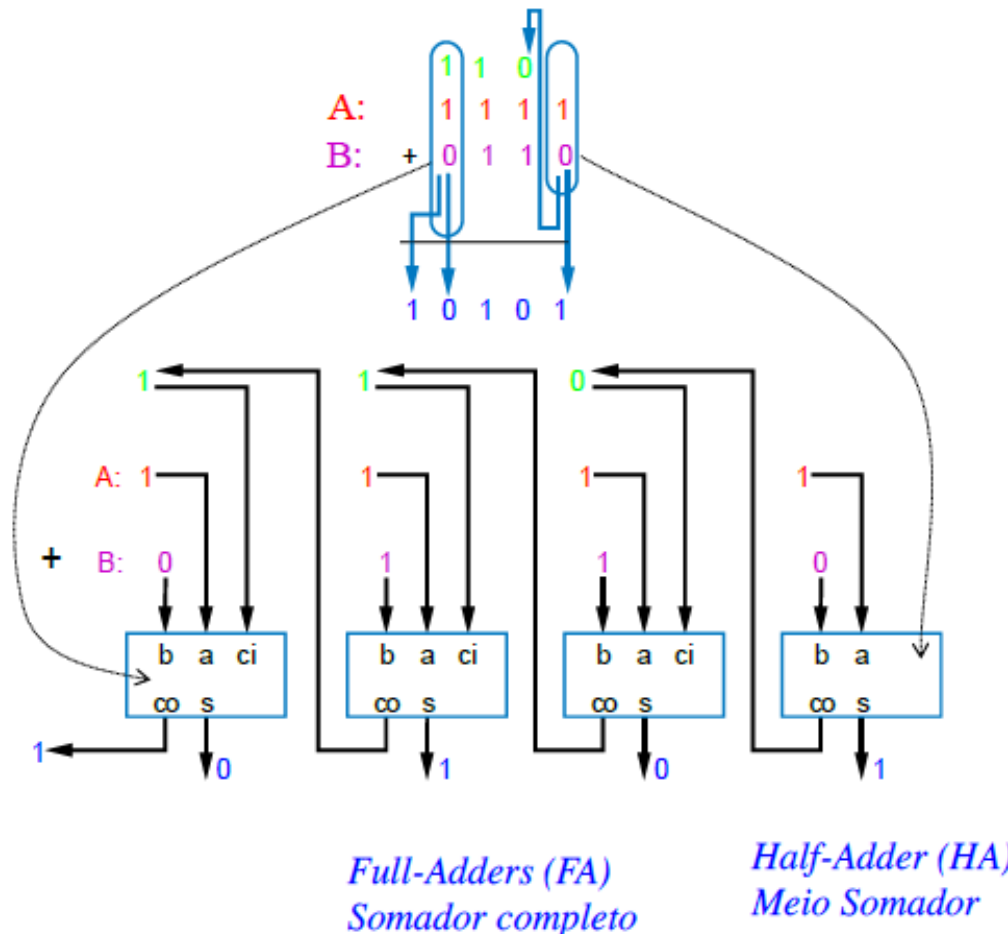 1 1 0
A: 1 1 1 1
B: + 0 1 1 0
1 0 1 0 1
1 1 0
A: 1 1 1 1
+ B: 0 1 1 0
b a ci b a ci b a ci b a
co s co s co s co s
1 0 1 0 1
Full-Adders (FA) Half-Adder (HA)
Somador completo Meio Somador